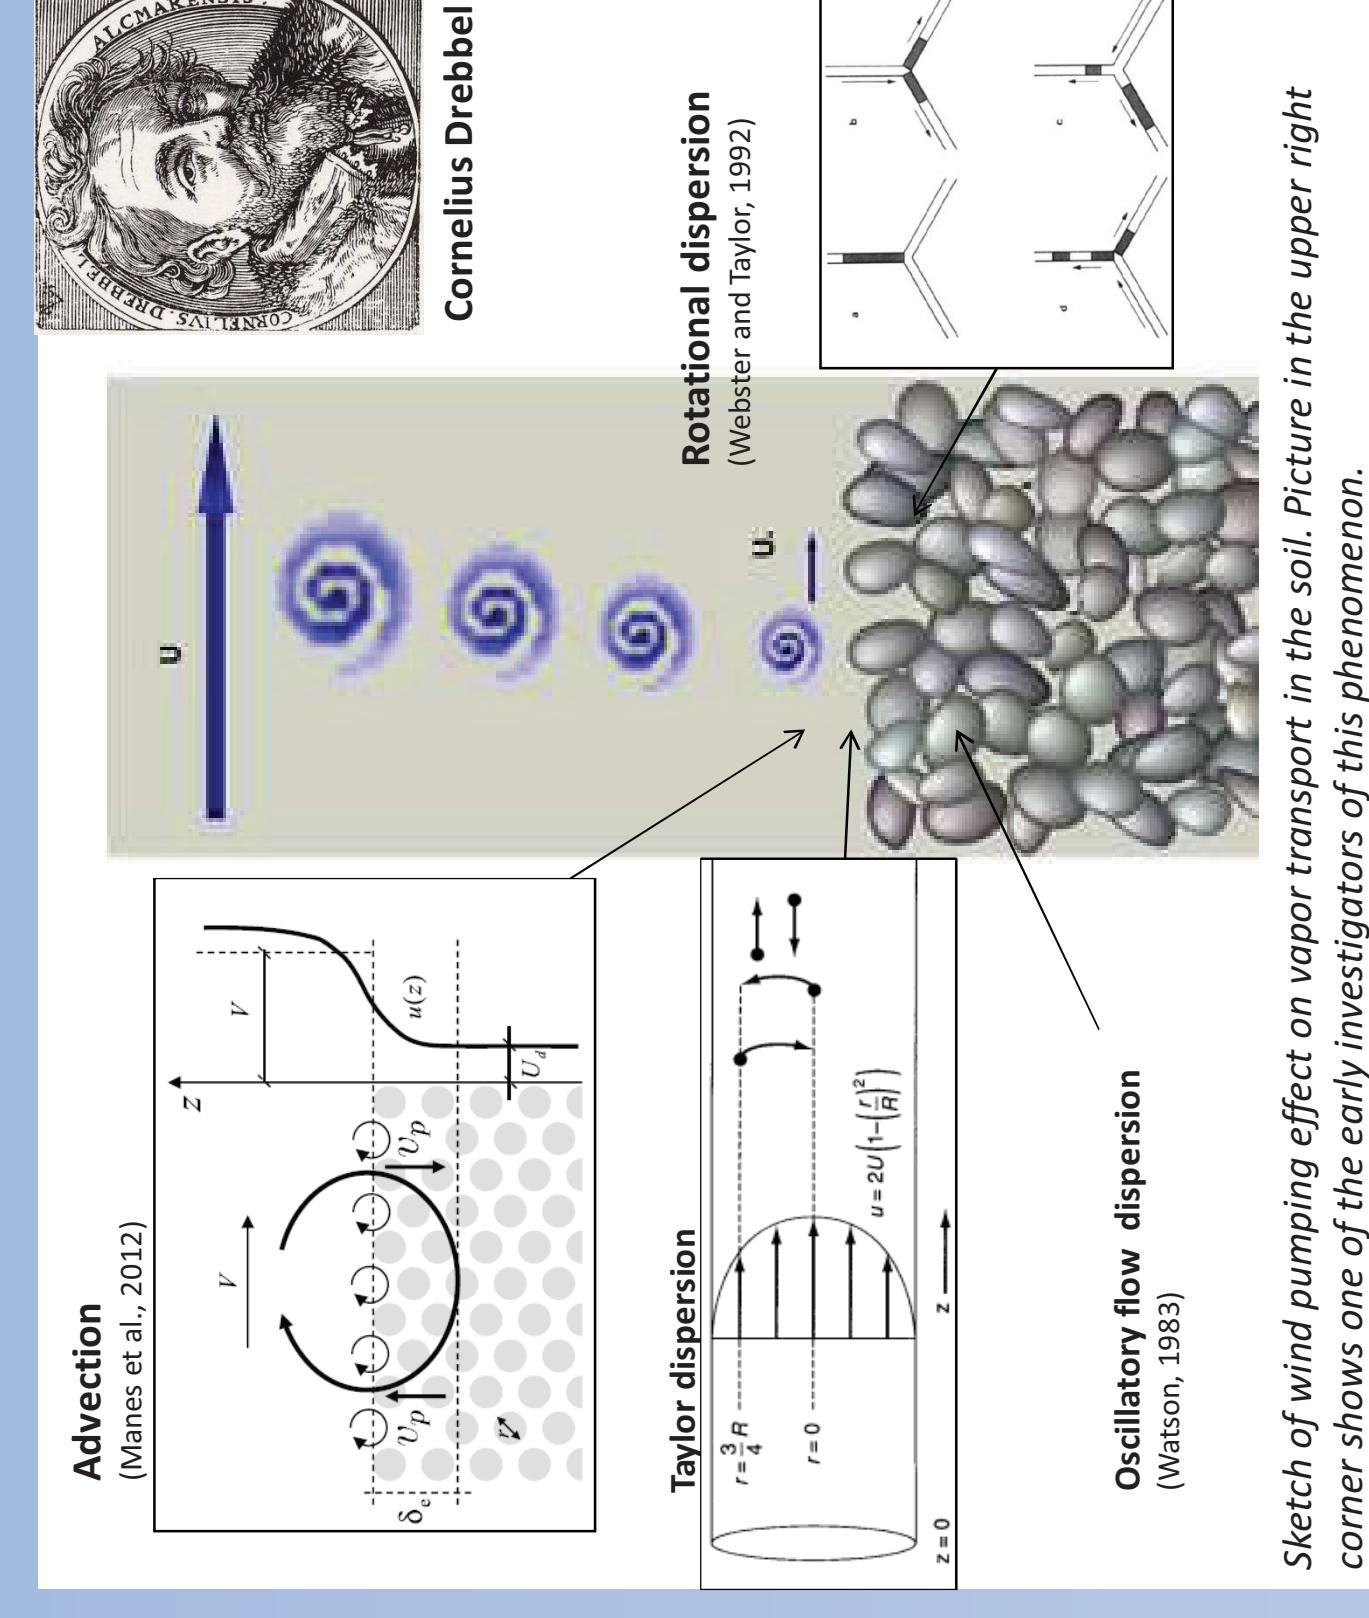 Advection
(Manes et al., 2012)
V
z
V
u(z)
U_d
v_p
v_p
r
δ_e
Taylor dispersion
r = 3/4 R
r = 0
u = 2U(1-(r/R)^2)
z = 0
z
Oscillatory flow dispersion
(Watson, 1983)
U
U.
ALCMARENSIS.
CORNELIVS. DREBBEL
Cornelius Drebbel
Rotational dispersion
(Webster and Taylor, 1992)
a
b
d
c
Sketch of wind pumping effect on vapor transport in the soil. Picture in the upper right
corner shows one of the early investigators of this phenomenon.